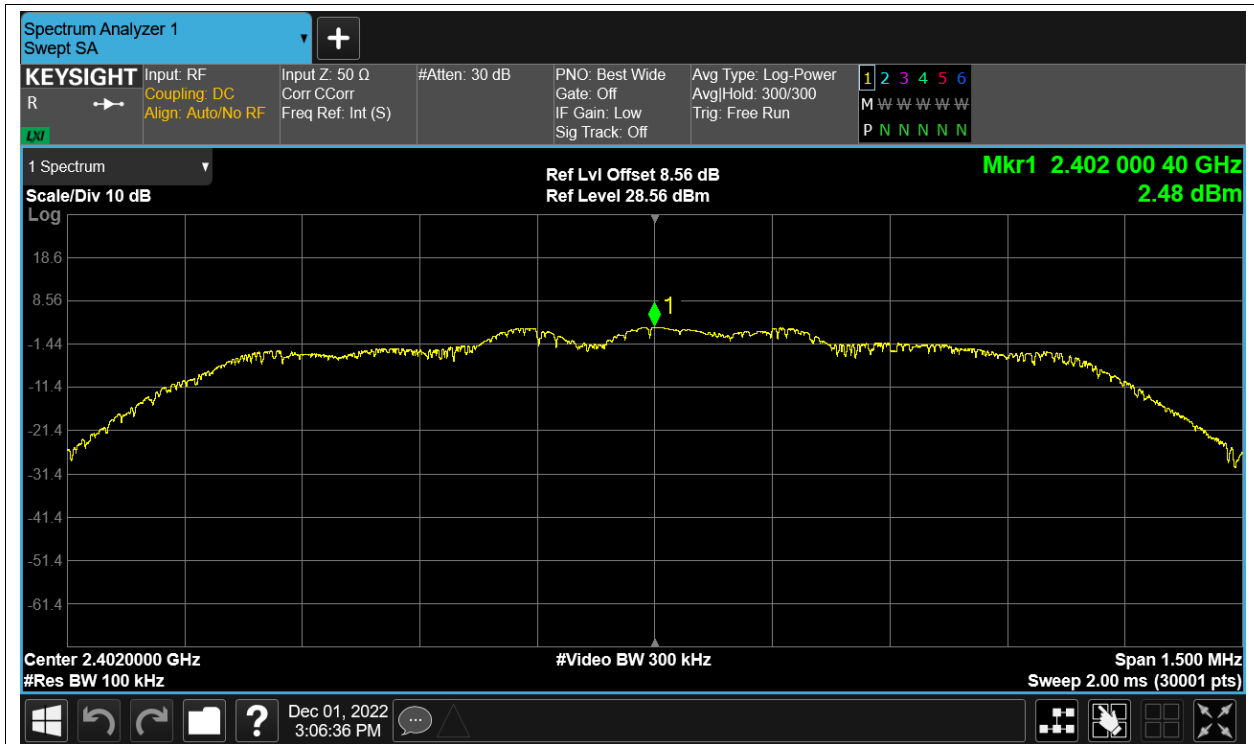 Spectrum Analyzer 1
Swept SA
+
KEYSIGHT
R
LXI
Input: RF
Coupling: DC
Align: Auto/No RF
Input Z: 50 Ω
Corr CCorr
Freq Ref: Int (S)
#Atten: 30 dB
PNO: Best Wide
Gate: Off
IF Gain: Low
Sig Track: Off
Avg Type: Log-Power
Avg|Hold: 300/300
Trig: Free Run
1 2 3 4 5 6
M W W W W W
P N N N N N
1 Spectrum
Scale/Div 10 dB
Ref Lvl Offset 8.56 dB
Ref Level 28.56 dBm
Mkr1 2.402 000 40 GHz
2.48 dBm
Log
18.6
8.56
-1.44
-11.4
-21.4
-31.4
-41.4
-51.4
-61.4
1
Center 2.4020000 GHz
#Res BW 100 kHz
#Video BW 300 kHz
Span 1.500 MHz
Sweep 2.00 ms (30001 pts)
?
Dec 01, 2022
3:06:36 PM